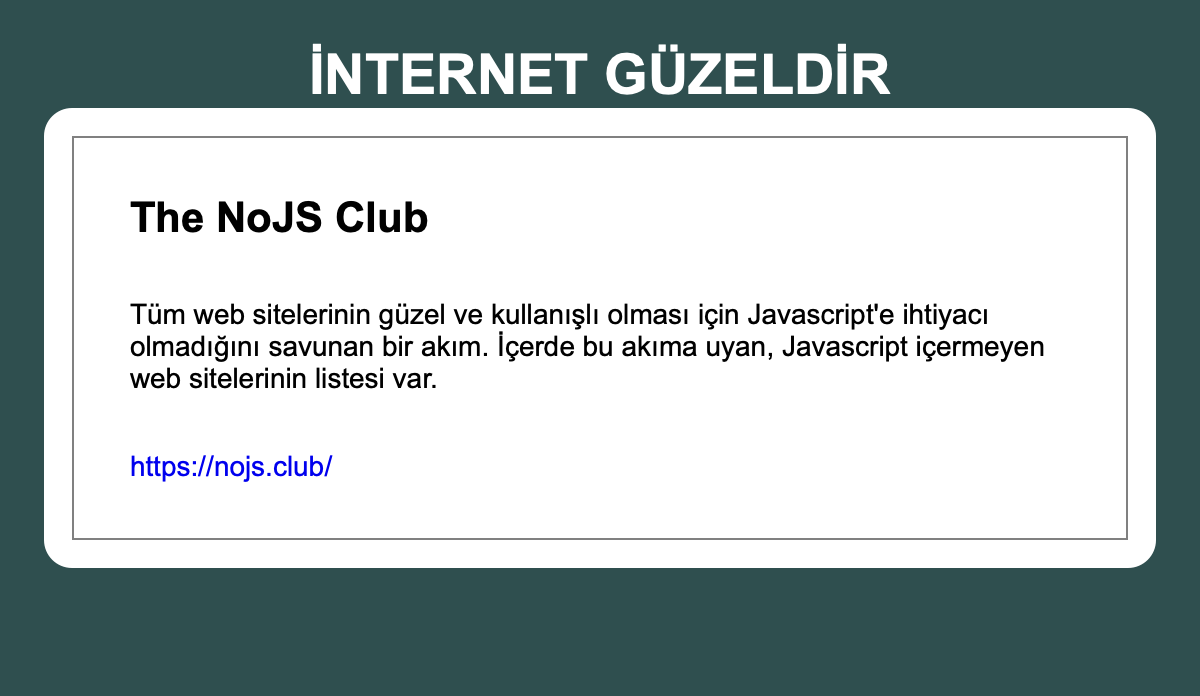 İNTERNET GÜZELDİR
The NoJS Club
Tüm web sitelerinin güzel ve kullanışlı olması için Javascript'e ihtiyacı
olmadığını savunan bir akım. İçerde bu akıma uyan, Javascript içermeyen
web sitelerinin listesi var.
https://nojs.club/